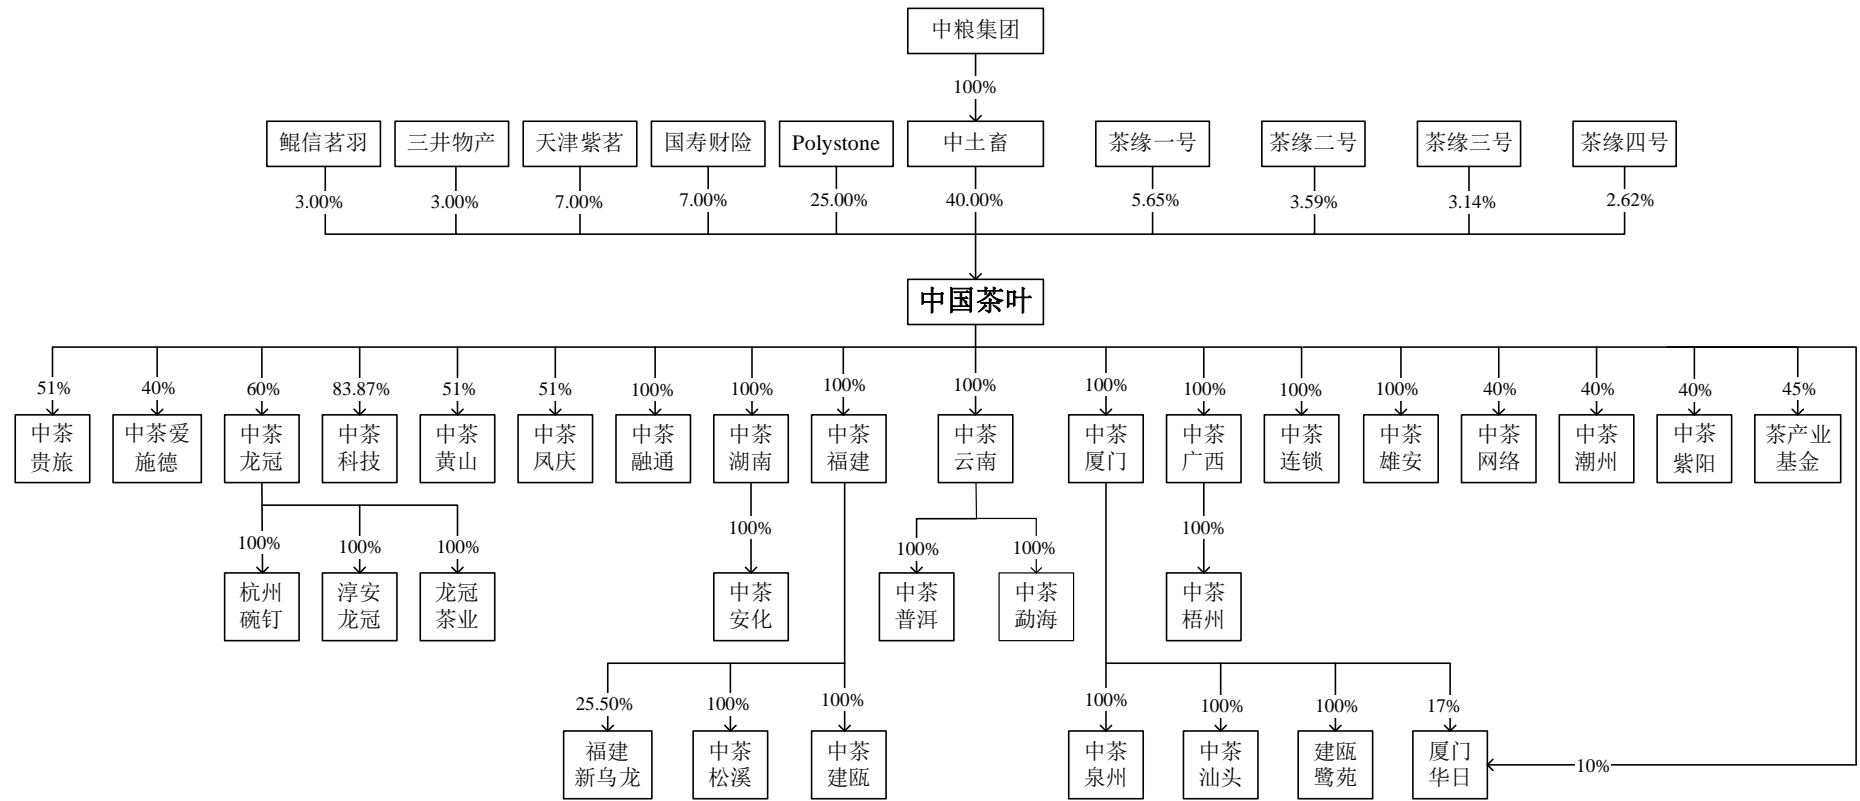 中粮集团
100%
鲲信茗羽
三井物产
天津紫茗
国寿财险
Polystone
中土畜
茶缘一号
茶缘二号
茶缘三号
茶缘四号
3.00%
3.00%
7.00%
7.00%
25.00%
40.00%
5.65%
3.59%
3.14%
2.62%
中国茶叶
51%
40%
60%
83.87%
51%
51%
100%
100%
100%
100%
100%
100%
100%
100%
40%
40%
40%
45%
中茶
贵旅
中茶爱
施德
中茶
龙冠
中茶
科技
中茶
黄山
中茶
凤庆
中茶
融通
中茶
湖南
中茶
福建
中茶
云南
中茶
厦门
中茶
广西
中茶
连锁
中茶
雄安
中茶
网络
中茶
潮州
中茶
紫阳
茶产业
基金
100%
100%
100%
100%
100%
100%
100%
杭州
碗钉
淳安
龙冠
龙冠
茶业
中茶
安化
中茶
普洱
中茶
勐海
中茶
梧州
25.50%
100%
100%
100%
100%
100%
17%
福建
新乌龙
中茶
松溪
中茶
建瓯
中茶
泉州
中茶
汕头
建瓯
鹭苑
厦门
华日
10%